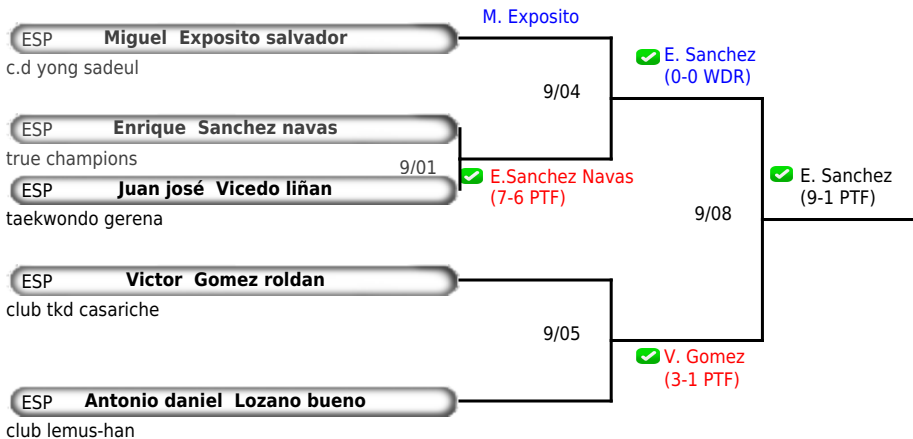 M. Exposito
ESP Miguel Exposito salvador
c.d yong sadeul
E. Sanchez
(0-0 WDR)
9/04
ESP Enrique Sanchez navas
true champions
9/01
E.Sanchez Navas
(7-6 PTF)
ESP Juan josé Vicedo liñan
taekwondo gerena
E. Sanchez
(9-1 PTF)
9/08
ESP Victor Gomez roldan
club tkd casariche
9/05
V. Gomez
(3-1 PTF)
ESP Antonio daniel Lozano bueno
club lemus-han